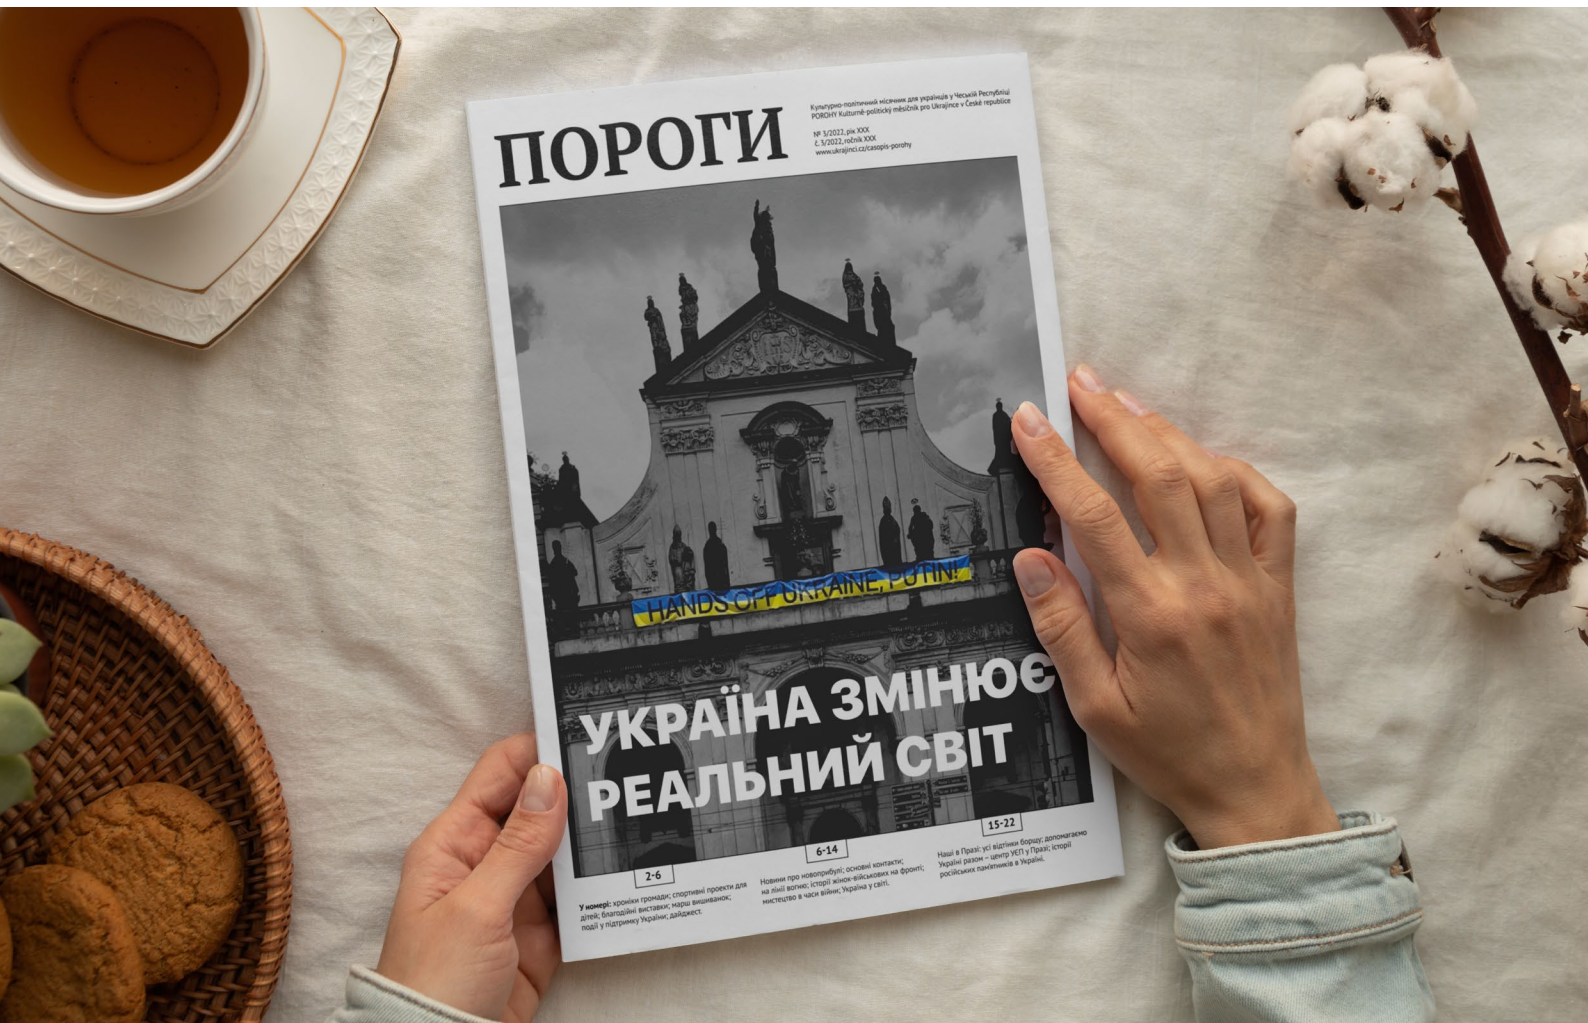 ПОРОГИ
Культурно-політичний місячник для українців у Чеській Республіці
POROHY Kulturně-politický měsíčník pro Ukrajince v České republice
№ 3/2022, рік XXX
č. 3/2022, ročník XXX
www.ukrajinci.cz/casopis-porohy
HANDS OFF UKRAINE, PUTIN!
УКРАЇНА ЗМІНЮЄ
РЕАЛЬНИЙ СВІТ
2-6
У номері: хроніки громади; спортивні проекти для
дітей; благодійні виставки; марш вишиванок;
події у підтримку України; дайджест.
6-14
Новини про новоприбулі; основні контакти;
на лінії вогню; історії жінок-військових на фронті;
мистецтво в часи війни; Україна у світі.
15-22
Наші в Празі: усі відтінки борщу; допомагаємо
Україні разом – центр УЄП у Празі; історії
російських пам'ятників в Україні.